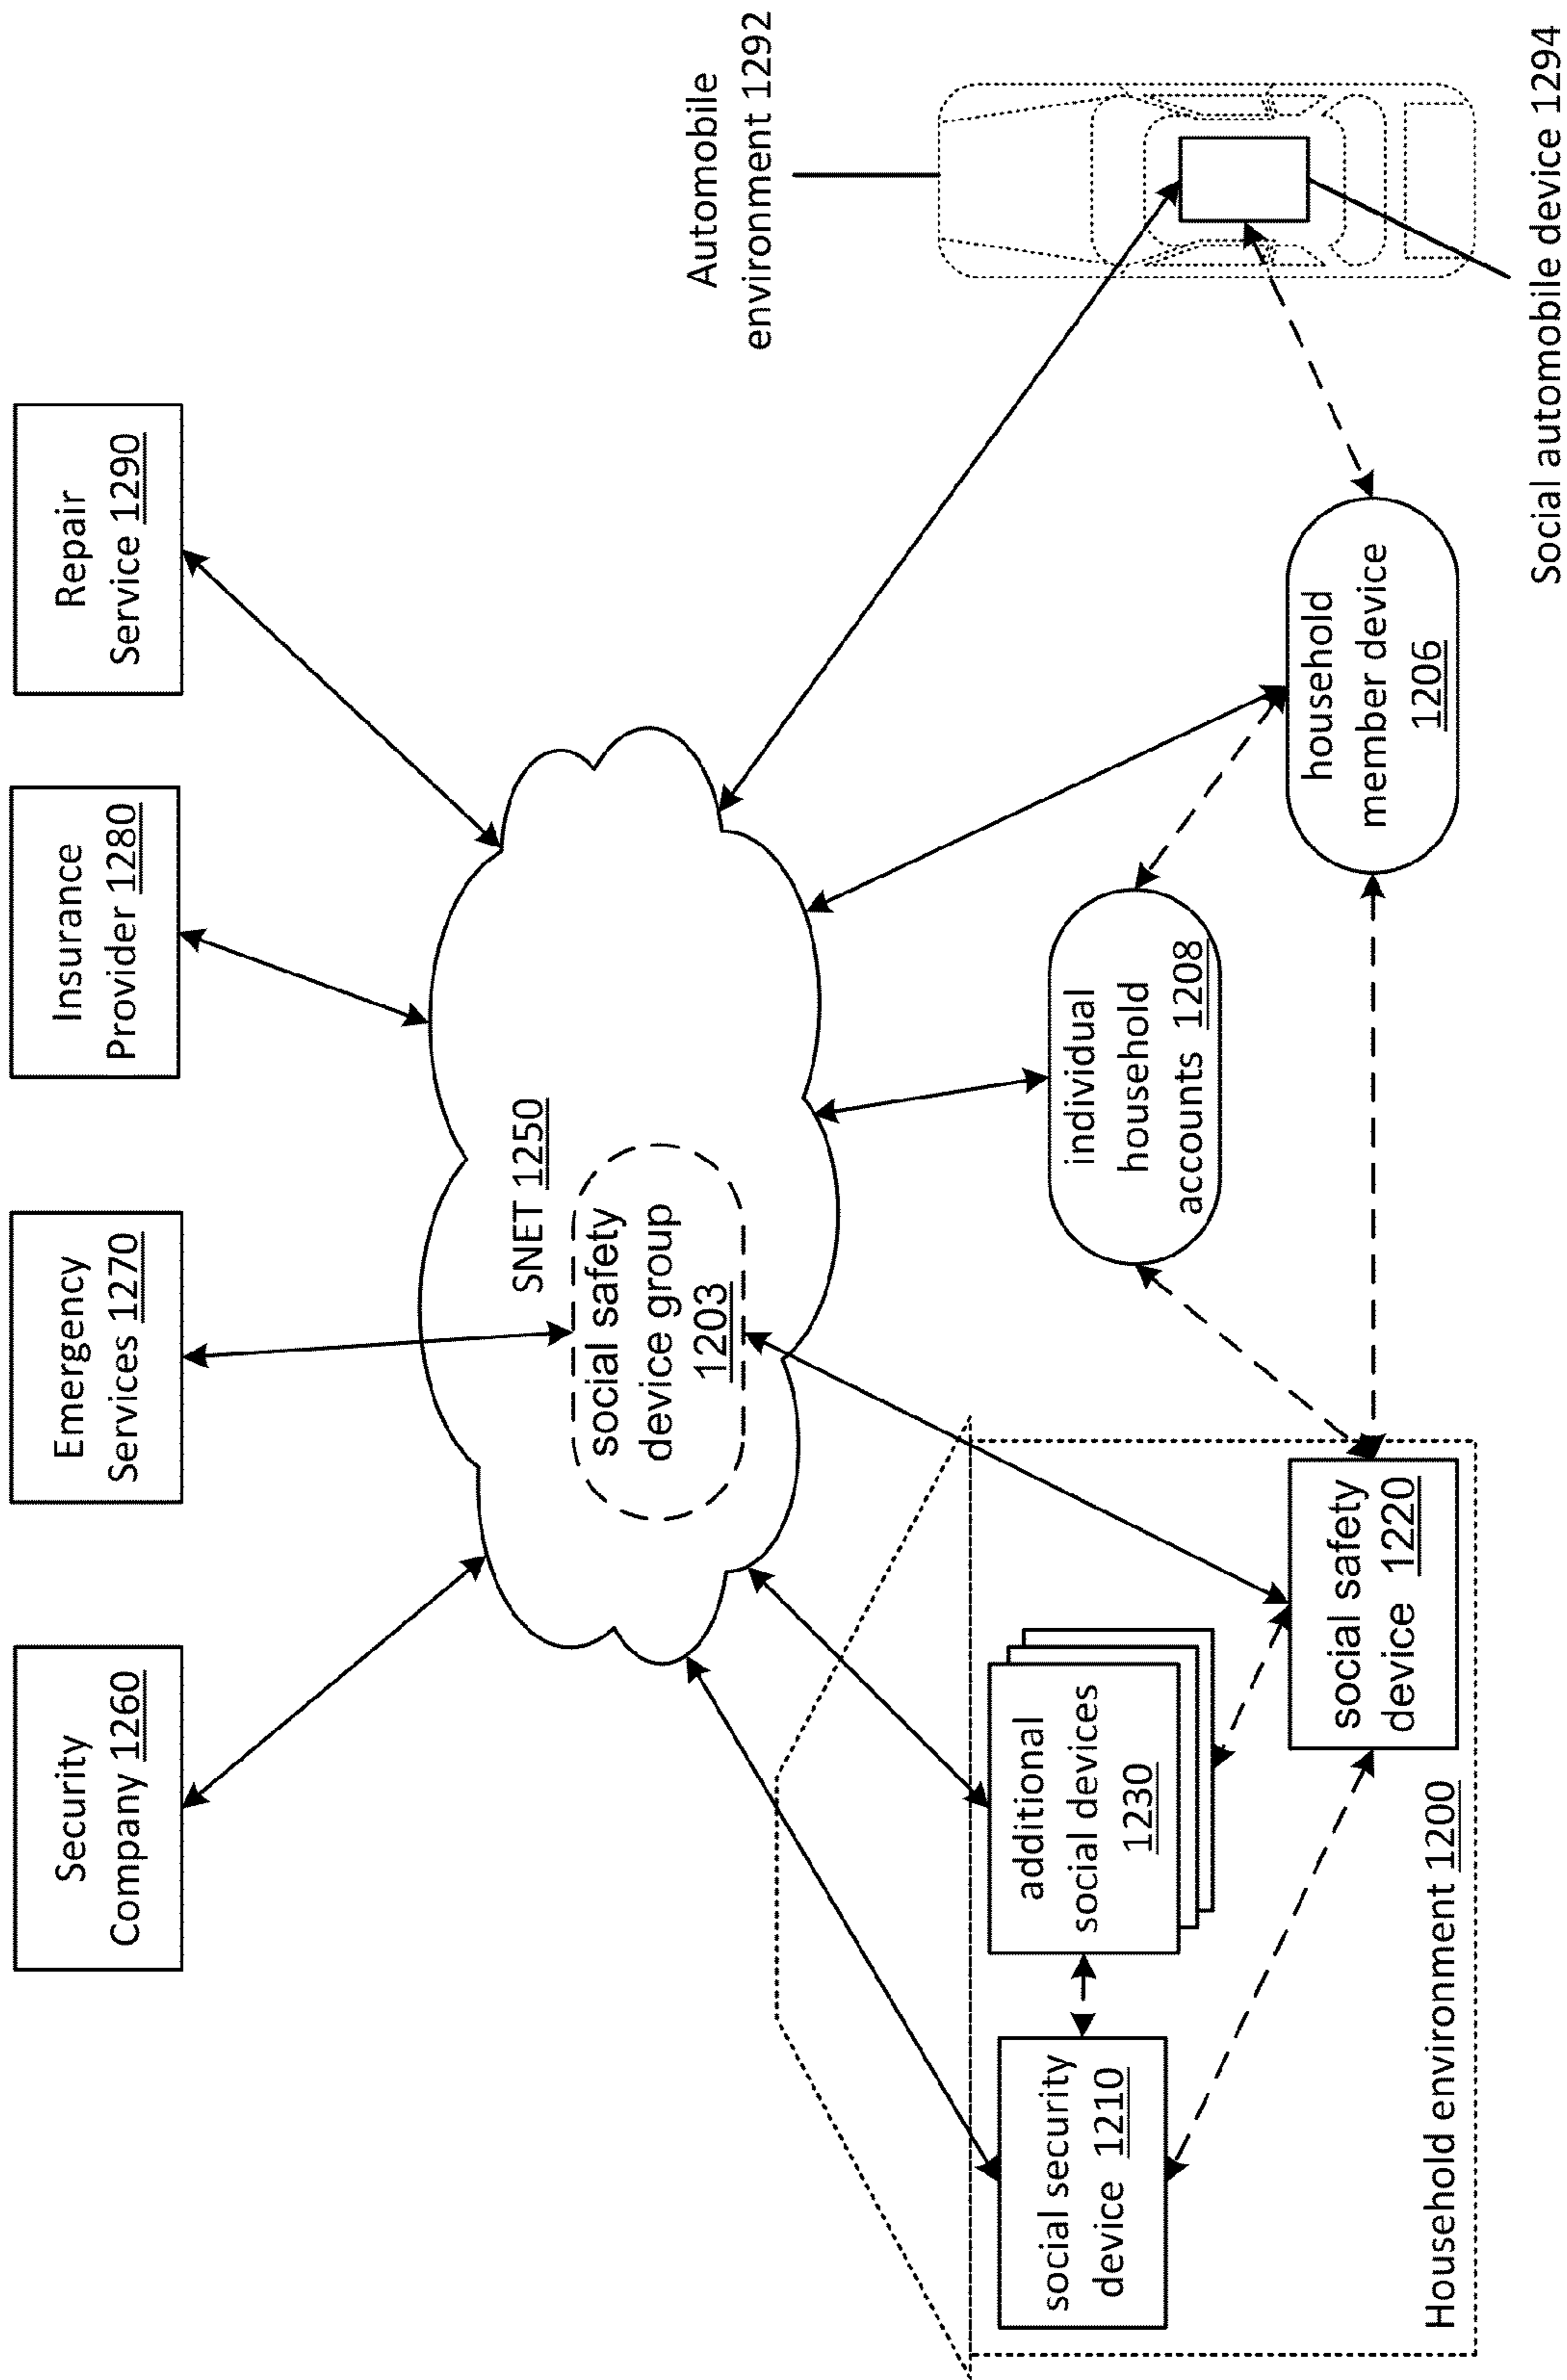 Security
Company 1260
Emergency
Services 1270
Insurance
Provider 1280
Repair
Service 1290
SNET 1250
social safety
device group
1203
Automobile
environment 1292
individual
household
accounts 1208
additional
social devices
1230
social security
device 1210
social safety
device 1220
household
member device
1206
Household environment 1200
Social automobile device 1294